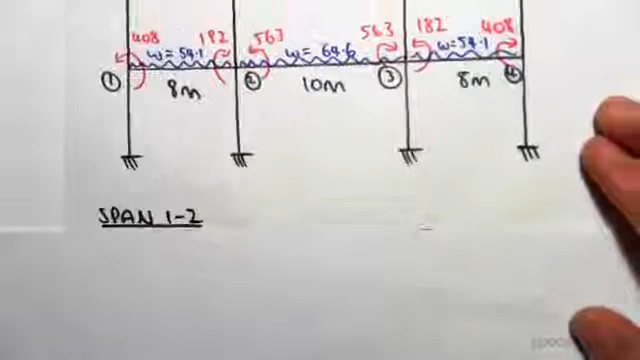 408 182 563 563 182 408
w=54.1 w=64.6 w=54.1
① ② ③ ④
8m 10m 8m
SPAN 1-2